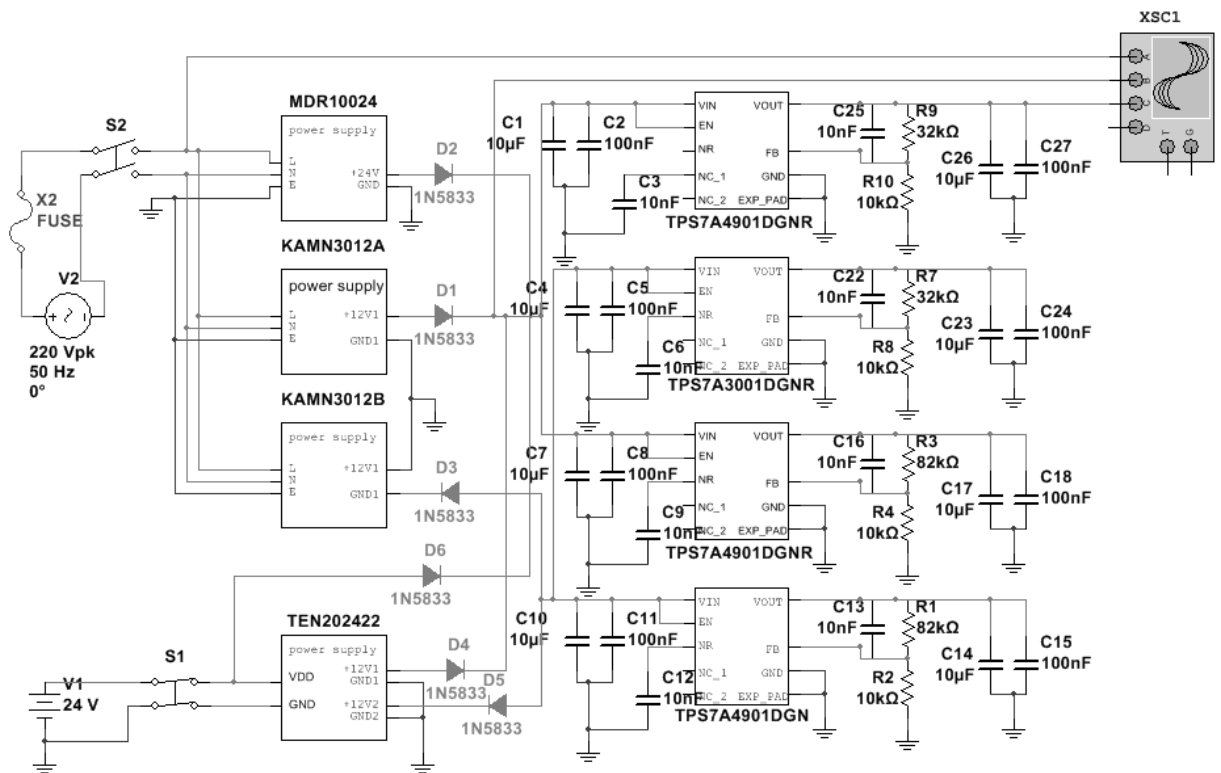 XSC1
A
B
C
D
T
G
S2
X2
FUSE
V2
220 Vpk
50 Hz
0°
MDR10024
power supply
L
N
E
+24V
GND
D2
1N5833
KAMN3012A
power supply
L
N
E
+12V1
GND1
D1
1N5833
KAMN3012B
power supply
L
N
E
+12V1
GND1
D3
1N5833
D6
1N5833
TEN202422
power supply
VDD
GND
+12V1
GND1
+12V2
GND2
D4
1N5833
D5
1N5833
S1
V1
24 V
C1
10µF
C2
100nF
C3
10nF
VIN
EN
NR
NC_1
NC_2
VOUT
FB
GND
EXP_PAD
TPS7A4901DGNR
C25
10nF
R9
32kΩ
R10
10kΩ
C26
10µF
C27
100nF
C4
10µF
C5
100nF
C6
10nF
VIN
EN
NR
NC_1
NC_2
VOUT
FB
GND
EXP_PAD
TPS7A3001DGNR
C22
10nF
R7
32kΩ
R8
10kΩ
C23
10µF
C24
100nF
C7
10µF
C8
100nF
C9
10nF
VIN
EN
NR
NC_1
NC_2
VOUT
FB
GND
EXP_PAD
TPS7A4901DGNR
C16
10nF
R3
82kΩ
R4
10kΩ
C17
10µF
C18
100nF
C10
10µF
C11
100nF
C12
10nF
VIN
EN
NR
NC_1
NC_2
VOUT
FB
GND
EXP_PAD
TPS7A4901DGN
C13
10nF
R1
82kΩ
R2
10kΩ
C14
10µF
C15
100nF